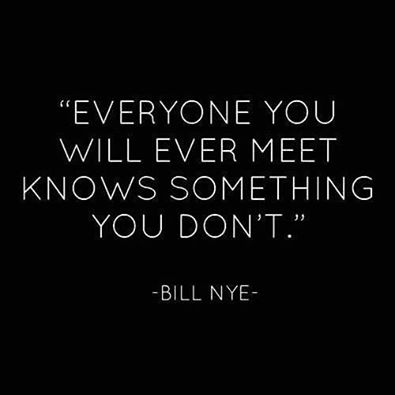 “EVERYONE YOU
WILL EVER MEET
KNOWS SOMETHING
YOU DON’T.”
-BILL NYE-